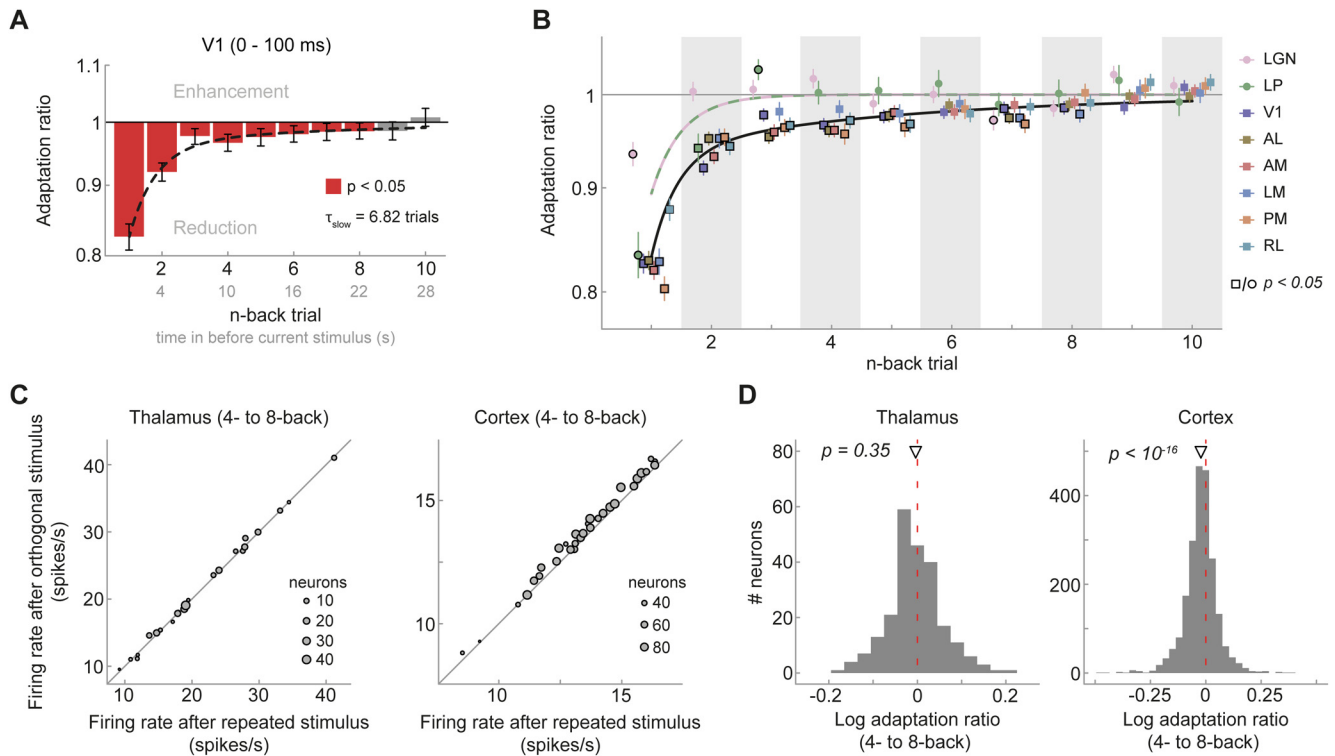 A
V1 (0 - 100 ms)
1.1
1
0.9
0.8
Adaptation ratio
Enhancement
Reduction
p < 0.05
τslow = 6.82 trials
2 4 6 8 10
4 10 16 22 28
n-back trial
time in before current stimulus (s)
B
1
0.9
0.8
Adaptation ratio
2 4 6 8 10
n-back trial
LGN
LP
V1
AL
AM
LM
PM
RL
p < 0.05
C
Thalamus (4- to 8-back)
Firing rate after orthogonal stimulus
(spikes/s)
40
30
20
10
neurons
10
20
30
40
10 20 30 40
Firing rate after repeated stimulus
(spikes/s)
Cortex (4- to 8-back)
15
10
neurons
40
60
80
10 15
Firing rate after repeated stimulus
(spikes/s)
D
Thalamus
# neurons
80
60
40
20
0
p = 0.35
-0.2 0 0.2
Log adaptation ratio
(4- to 8-back)
Cortex
400
200
0
p < 10-16
-0.25 0 0.25
Log adaptation ratio
(4- to 8-back)